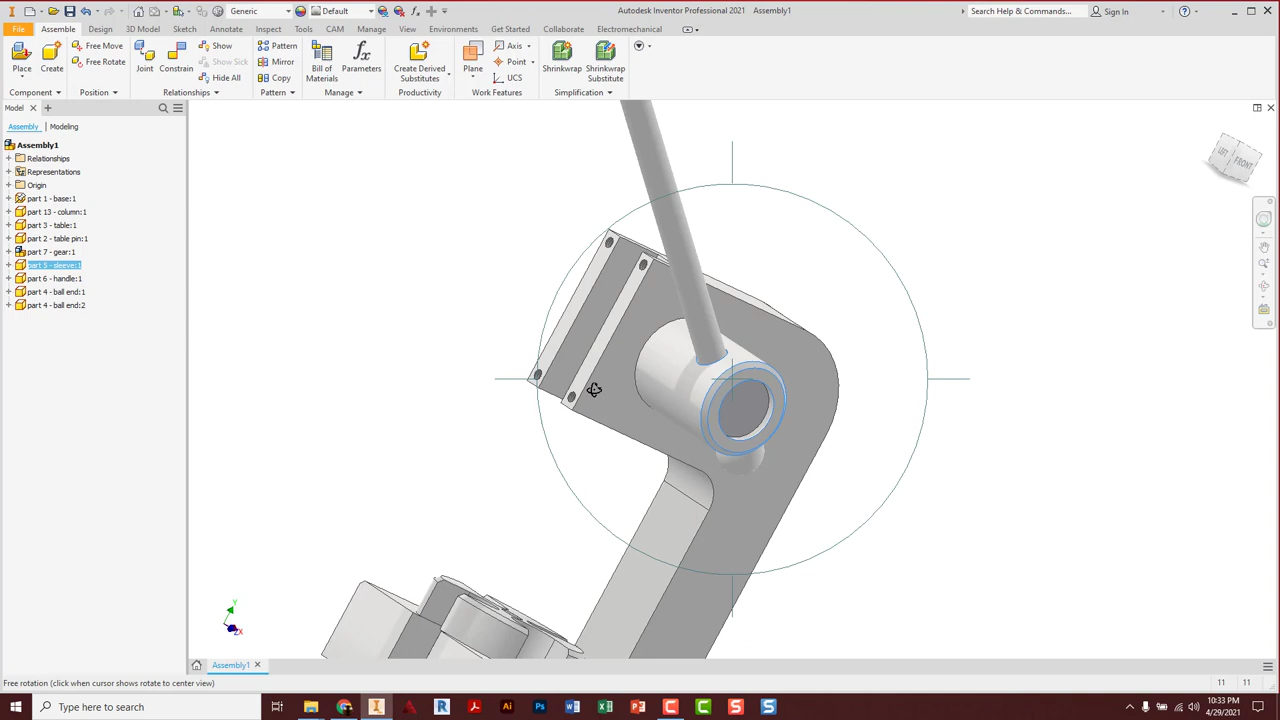 Generic
Default
Autodesk Inventor Professional 2021 Assembly1
Search Help & Commands...
Sign In
File
Assemble
Design
3D Model
Sketch
Annotate
Inspect
Tools
CAM
Manage
View
Environments
Get Started
Collaborate
Electromechanical
Free Move
Show
Pattern
Axis
Free Rotate
Show Sick
Mirror
Point
Place
Create
Joint
Constrain
Hide All
Copy
Bill of Materials
Parameters
Create Derived Substitutes
Plane
UCS
Shrinkwrap
Shrinkwrap Substitute
Component
Position
Relationships
Pattern
Manage
Productivity
Work Features
Simplification
Model
Assembly
Modeling
Assembly1
Relationships
Representations
Origin
part 1 - base:1
part 13 - column:1
part 3 - table:1
part 2 - table pin:1
part 7 - gear:1
part 5 - sleeve:1
part 6 - handle:1
part 4 - ball end:1
part 4 - ball end:2
LEFT
FRONT
Y
Z
X
Assembly1
Free rotation (click when cursor shows rotate to center view)
11
11
Type here to search
10:33 PM
4/29/2021